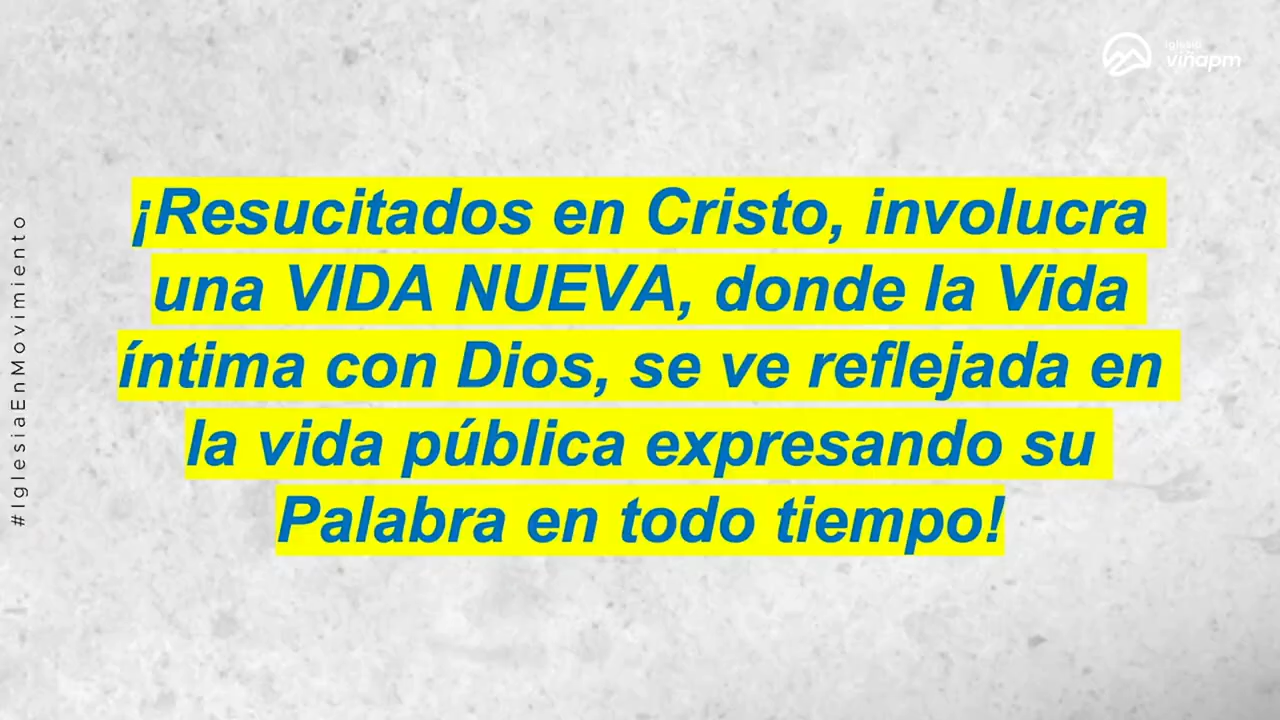 Iglesia
viñapm
¡Resucitados en Cristo, involucra
una VIDA NUEVA, donde la Vida
íntima con Dios, se ve reflejada en
la vida pública expresando su
Palabra en todo tiempo!
#IglesiaEnMovimiento